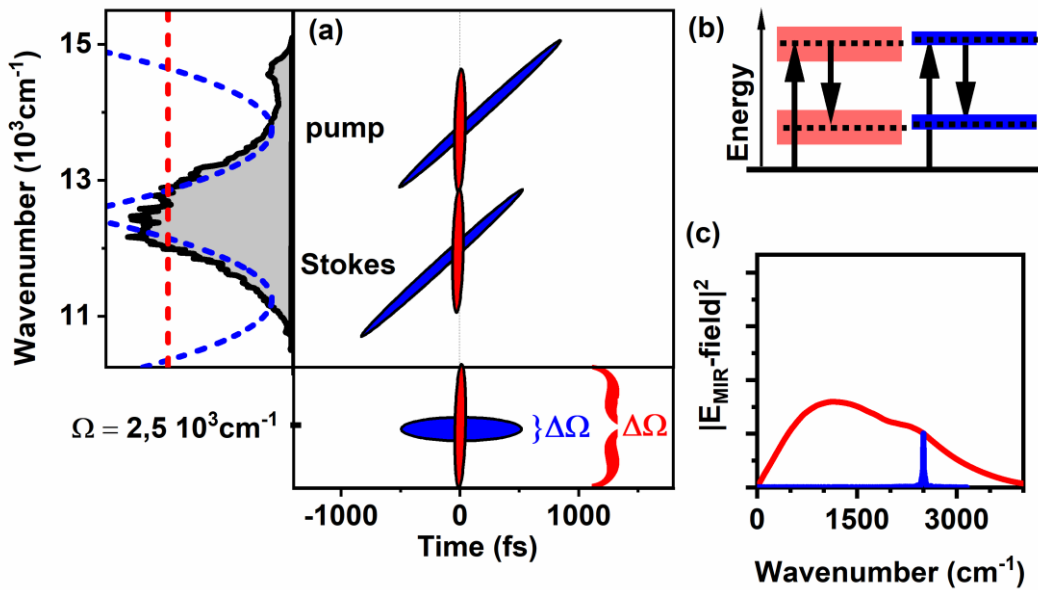 (a)
15
13
11
Wavenumber (10³cm⁻¹)
pump
Stokes
Ω = 2,5 10³cm⁻¹
}ΔΩ
}ΔΩ
-1000 0 1000
Time (fs)
(b)
Energy
(c)
|E_MIR-field|²
0 1500 3000
Wavenumber (cm⁻¹)